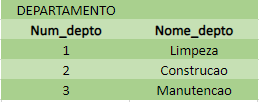 DEPARTAMENTO
Num_depto Nome_depto
1 Limpeza
2 Construcao
3 Manutencao